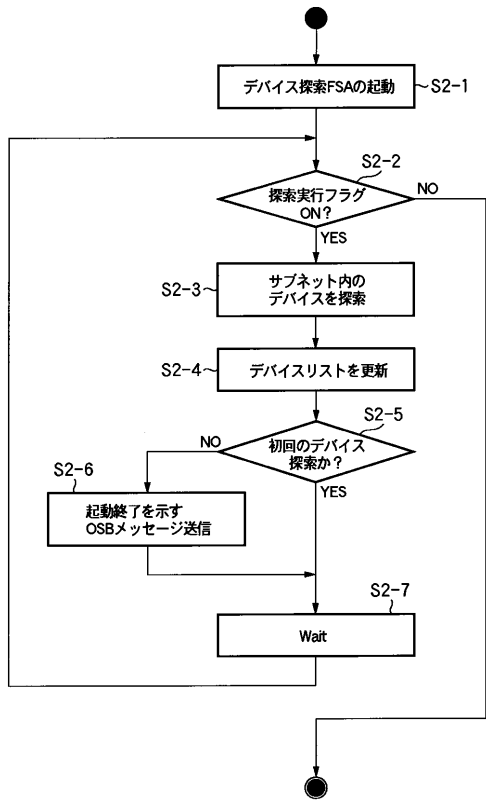 デバイス探索FSAの起動
S2-1
S2-2
探索実行フラグ
ON？
NO
YES
S2-3
サブネット内の
デバイスを探索
S2-4
デバイスリストを更新
S2-5
初回のデバイス
探索か？
NO
YES
S2-6
起動終了を示す
OSBメッセージ送信
S2-7
Wait